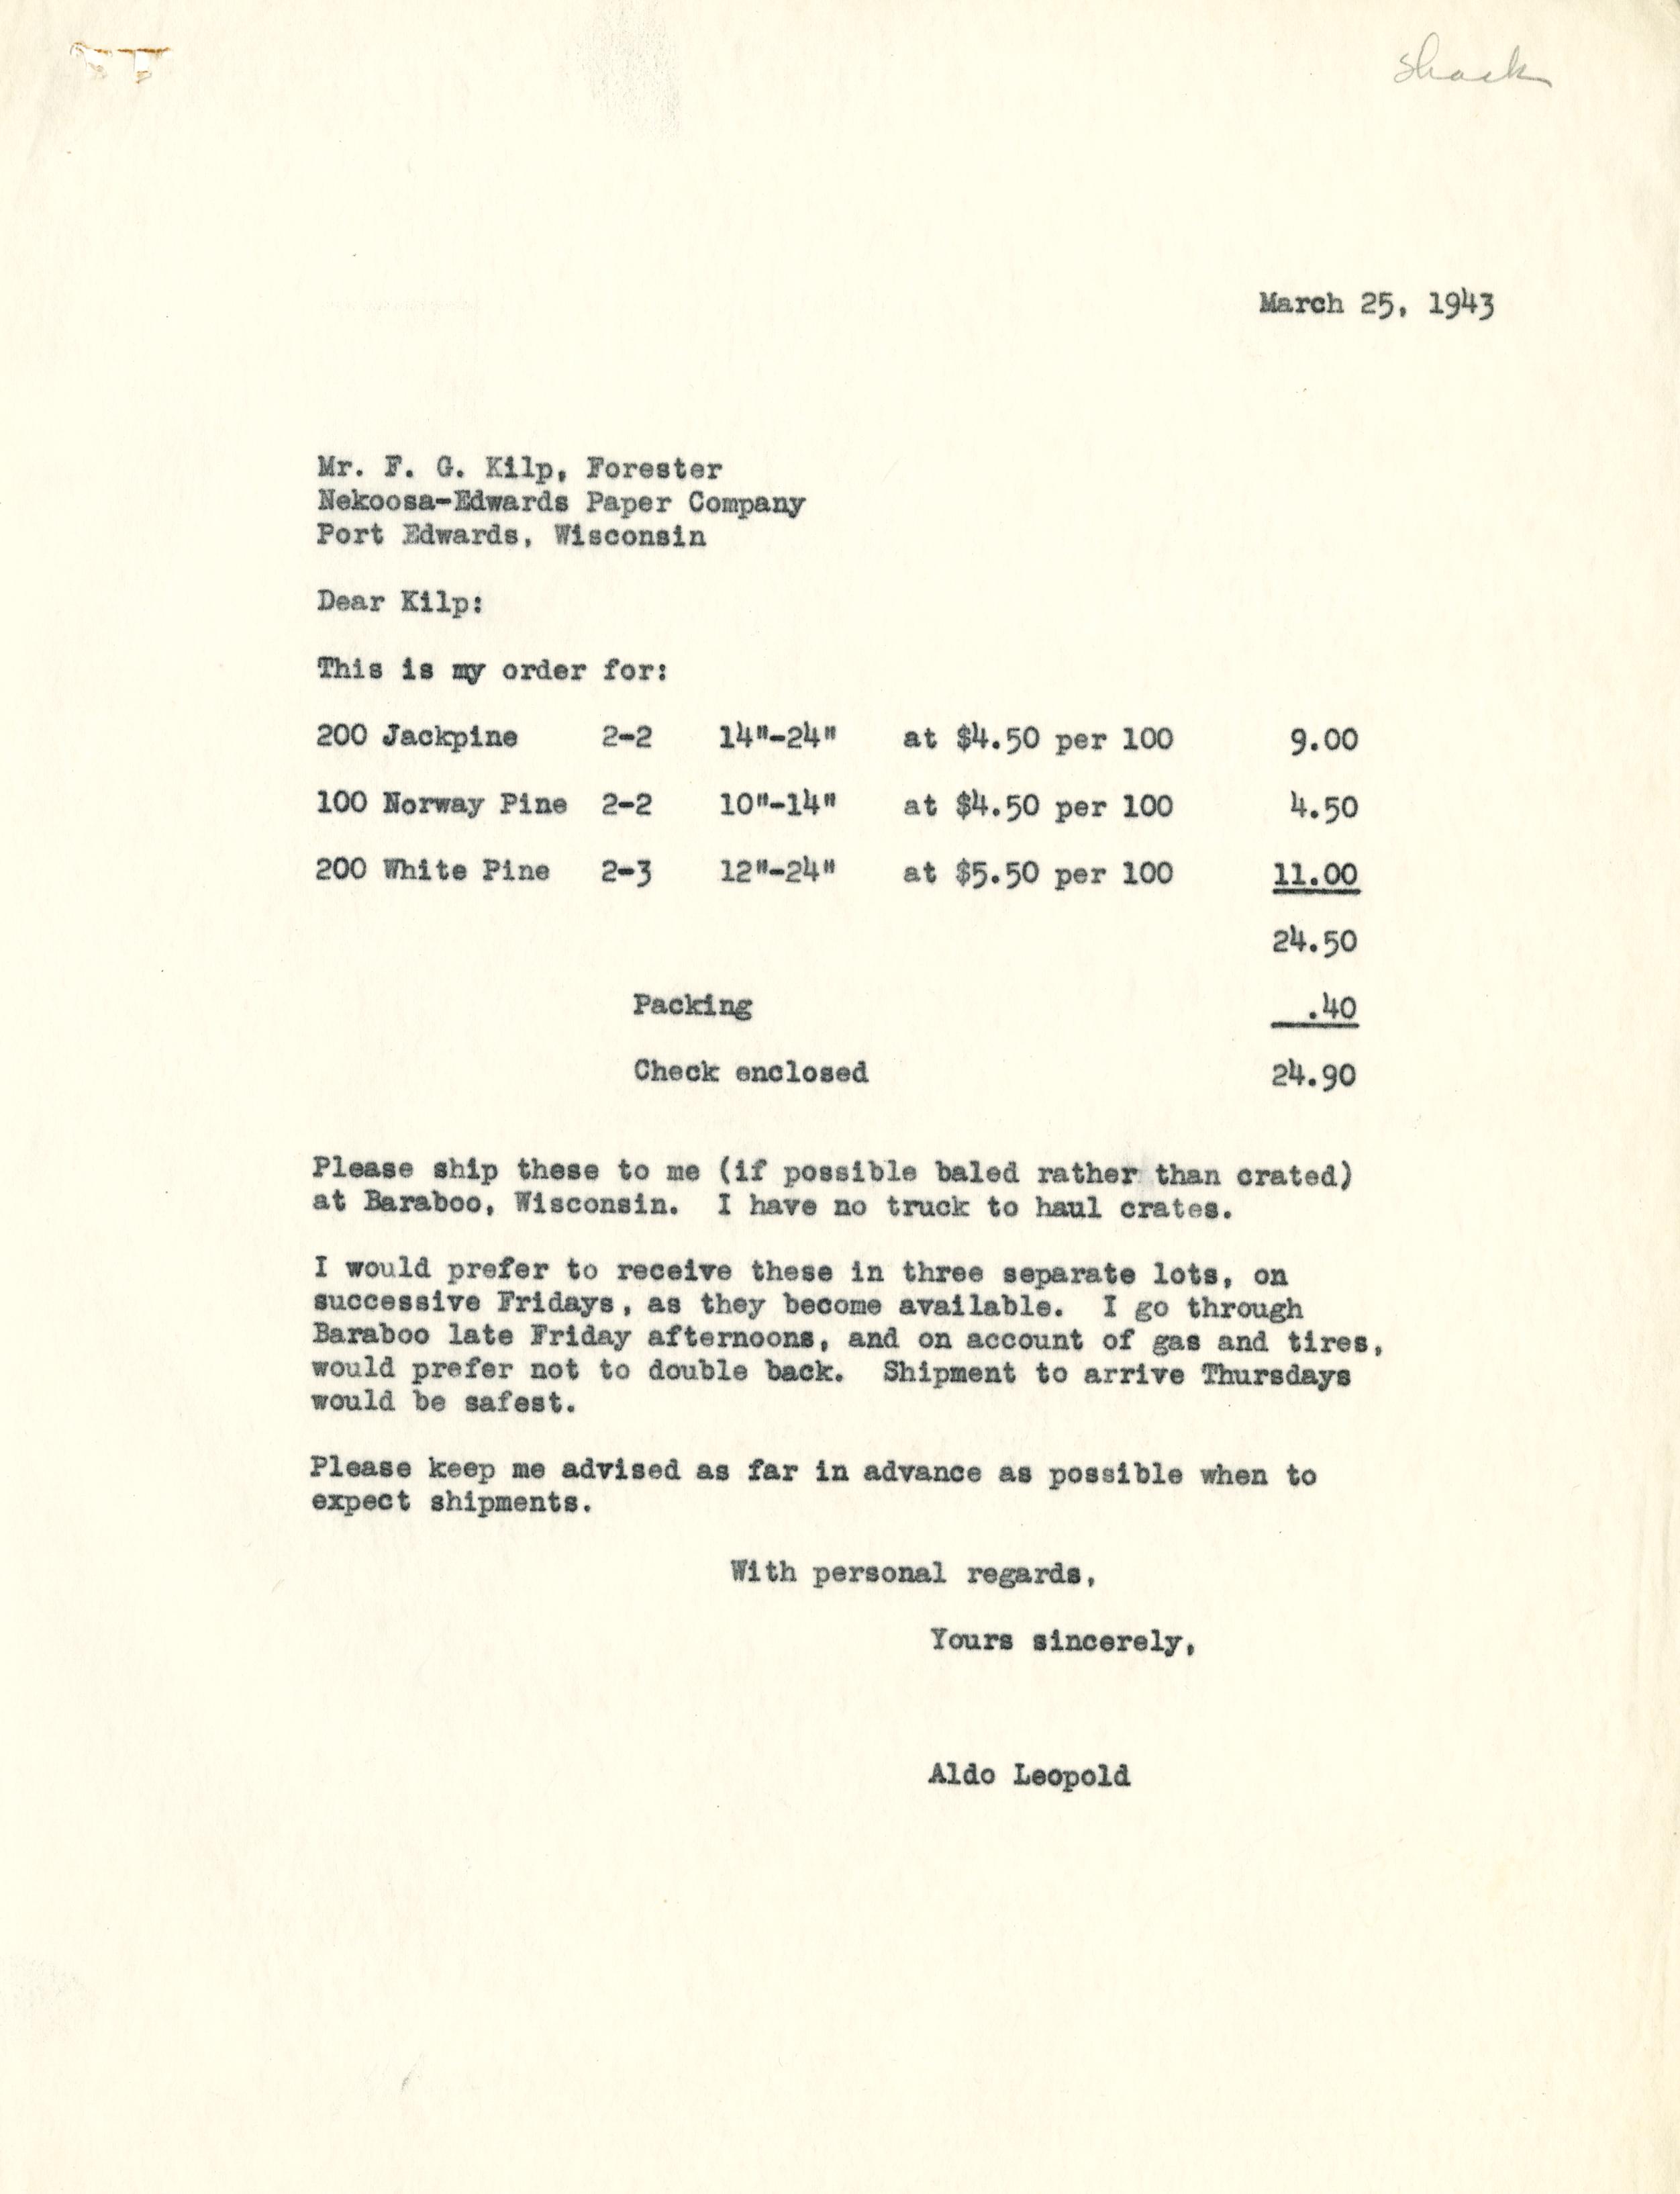 shack
March 25, 1943
Mr. F. G. Kilp, Forester
Nekoosa-Edwards Paper Company
Port Edwards, Wisconsin
Dear Kilp:
This is my order for:
200 Jackpine 2-2 14"-24" at $4.50 per 100 9.00
100 Norway Pine 2-2 10"-14" at $4.50 per 100 4.50
200 White Pine 2-3 12"-24" at $5.50 per 100 11.00
24.50
Packing .40
Check enclosed 24.90
Please ship these to me (if possible baled rather than crated)
at Baraboo, Wisconsin. I have no truck to haul crates.
I would prefer to receive these in three separate lots, on
successive Fridays, as they become available. I go through
Baraboo late Friday afternoons, and on account of gas and tires,
would prefer not to double back. Shipment to arrive Thursdays
would be safest.
Please keep me advised as far in advance as possible when to
expect shipments.
With personal regards,
Yours sincerely,
Aldo Leopold